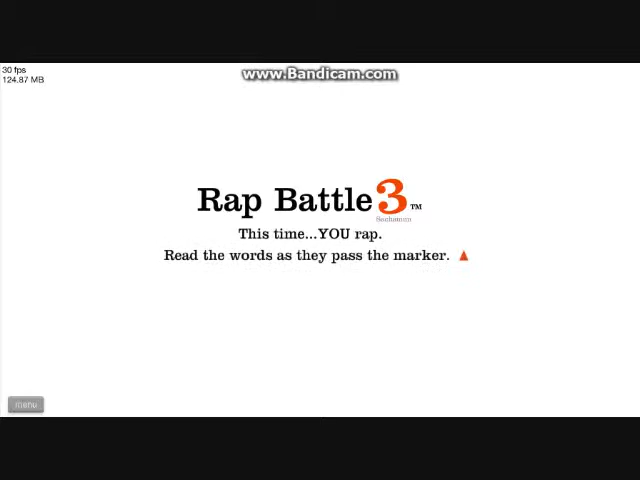 30 fps
124.87 MB
www.Bandicam.com
Rap Battle 3™
This time...YOU rap.
Read the words as they pass the marker.
menu